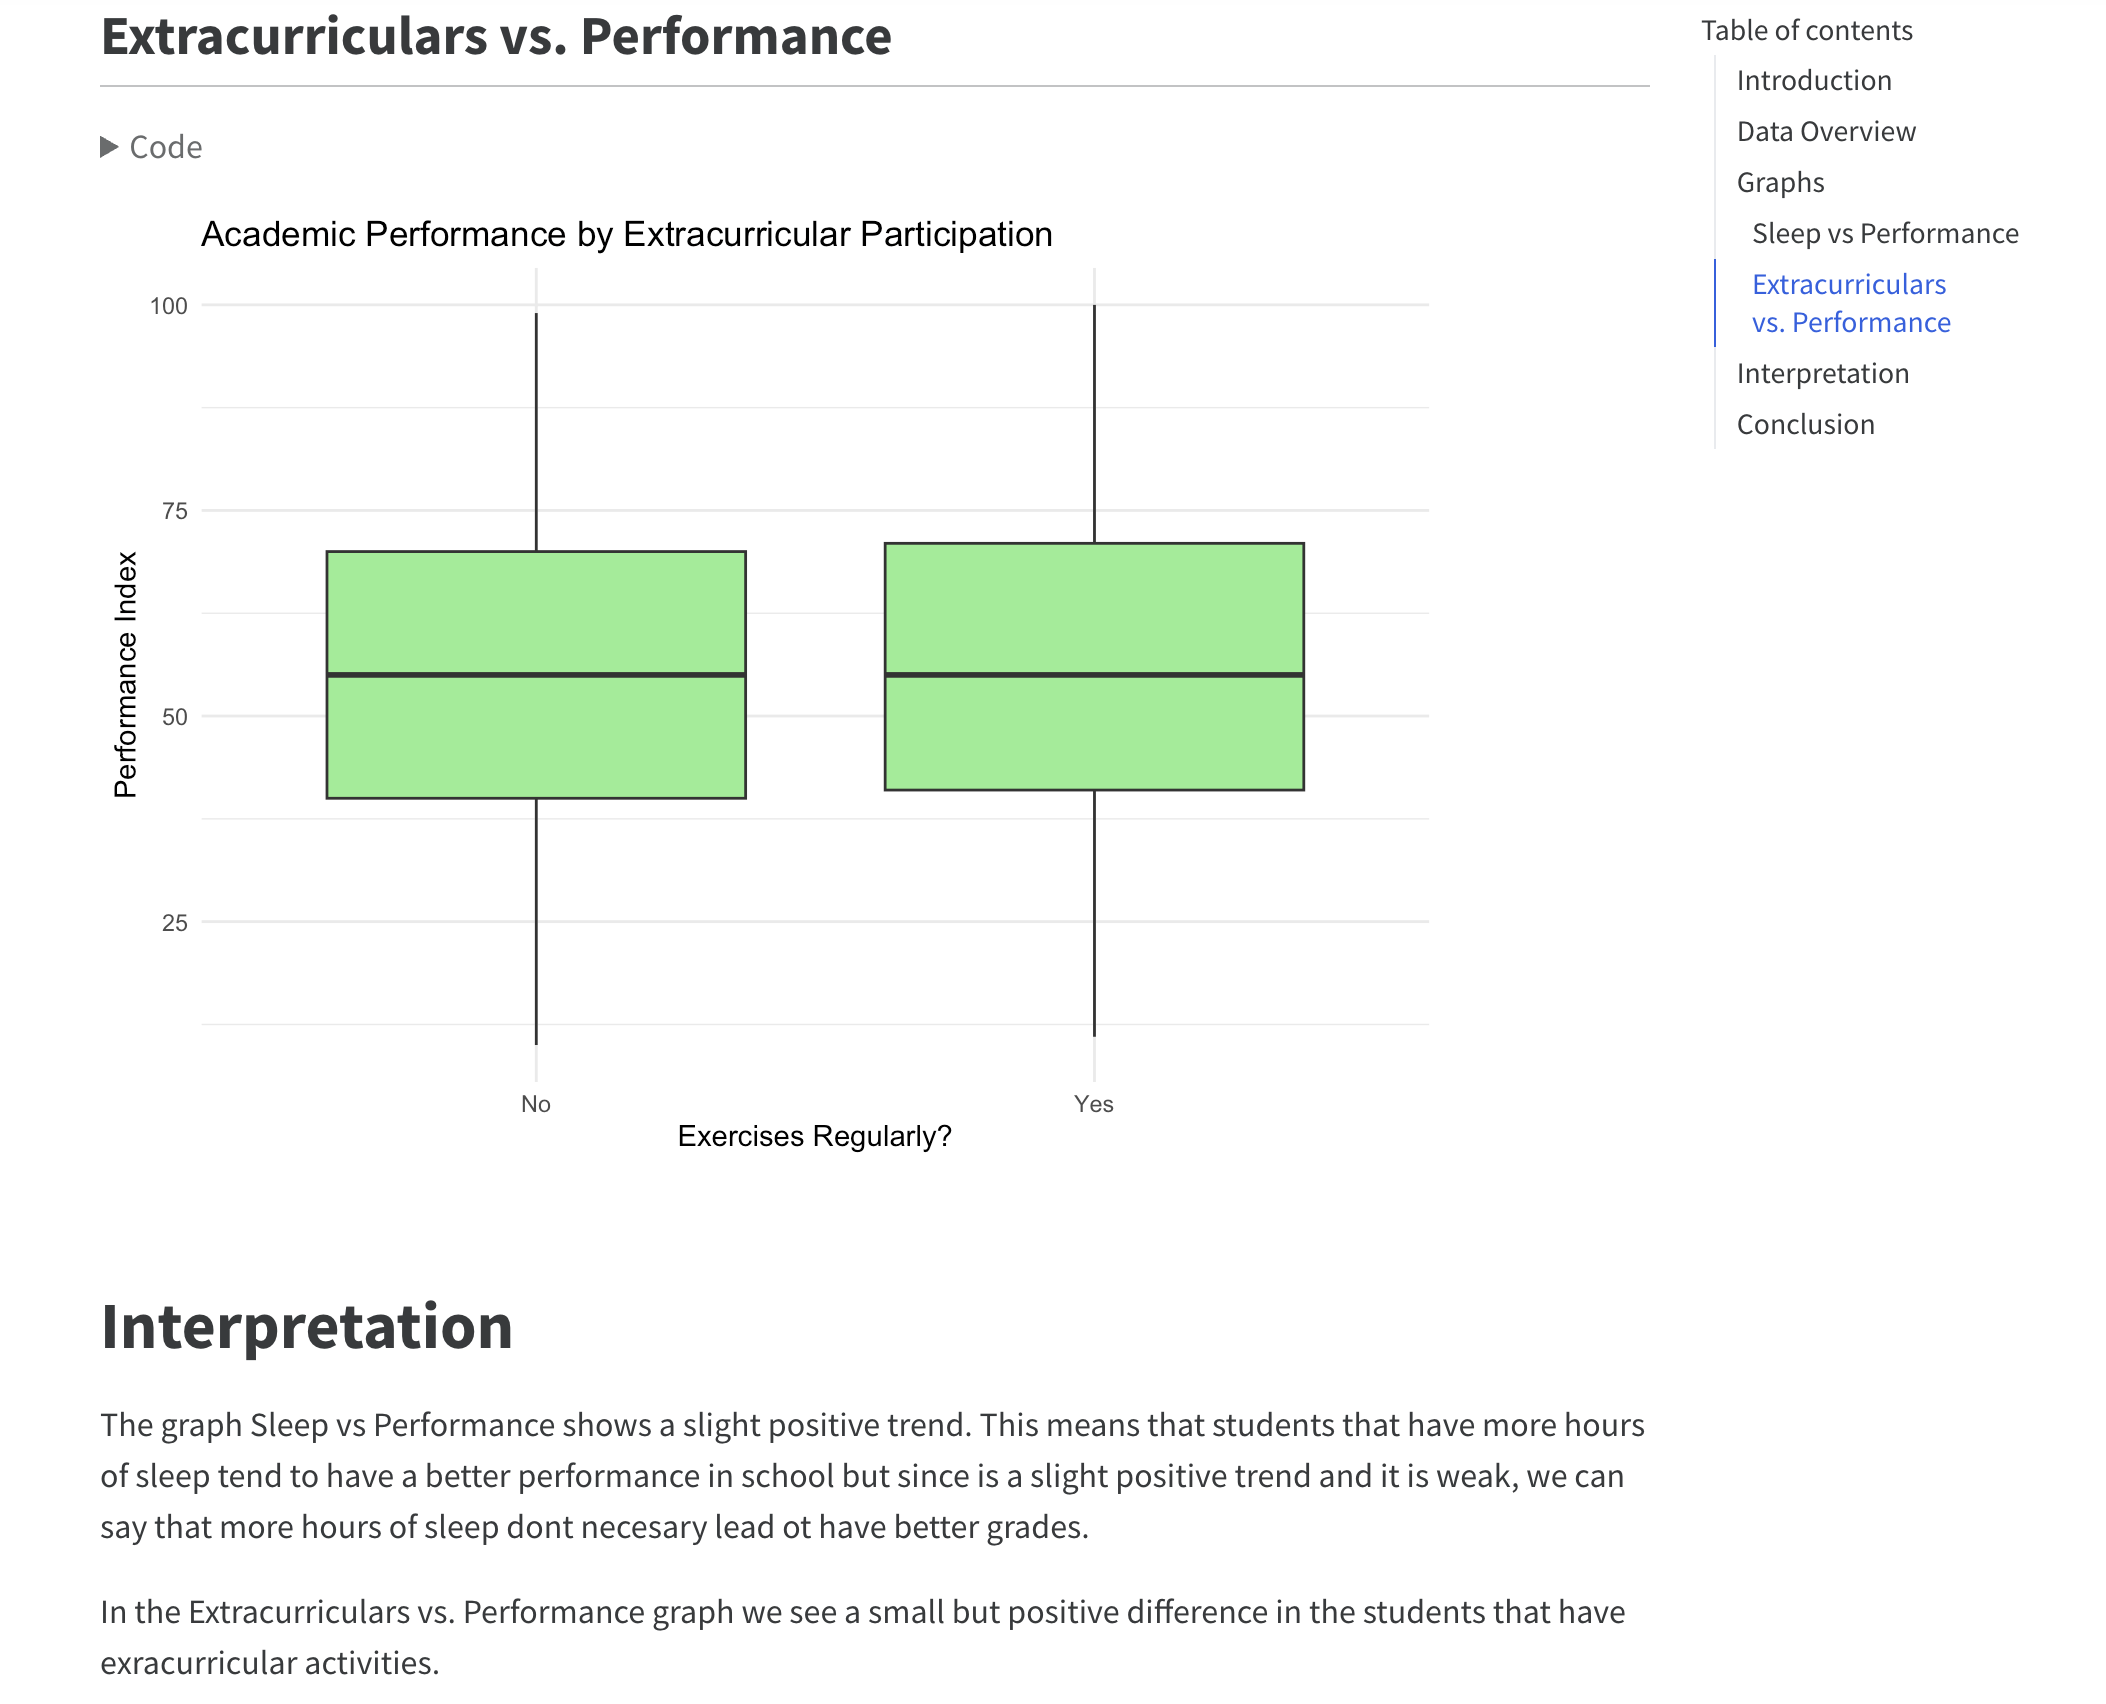 Extracurriculars vs. Performance
Code
Academic Performance by Extracurricular Participation
100
75
50
25
Performance Index
No
Yes
Exercises Regularly?
Interpretation
The graph Sleep vs Performance shows a slight positive trend. This means that students that have more hours
of sleep tend to have a better performance in school but since is a slight positive trend and it is weak, we can
say that more hours of sleep dont necesary lead ot have better grades.
In the Extracurriculars vs. Performance graph we see a small but positive difference in the students that have
exracurricular activities.
Table of contents
Introduction
Data Overview
Graphs
Sleep vs Performance
Extracurriculars
vs. Performance
Interpretation
Conclusion